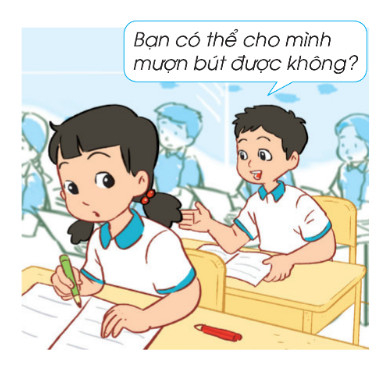 Bạn có thể cho mình
mượn bút được không?